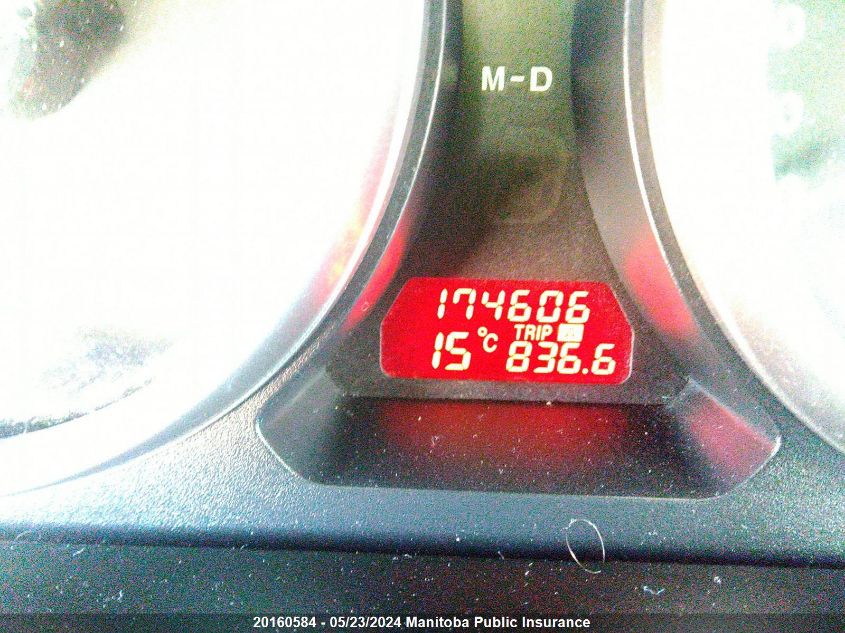 M-D
174606
TRIP
15°C 836.6
20160584 - 05/23/2024 Manitoba Public Insurance